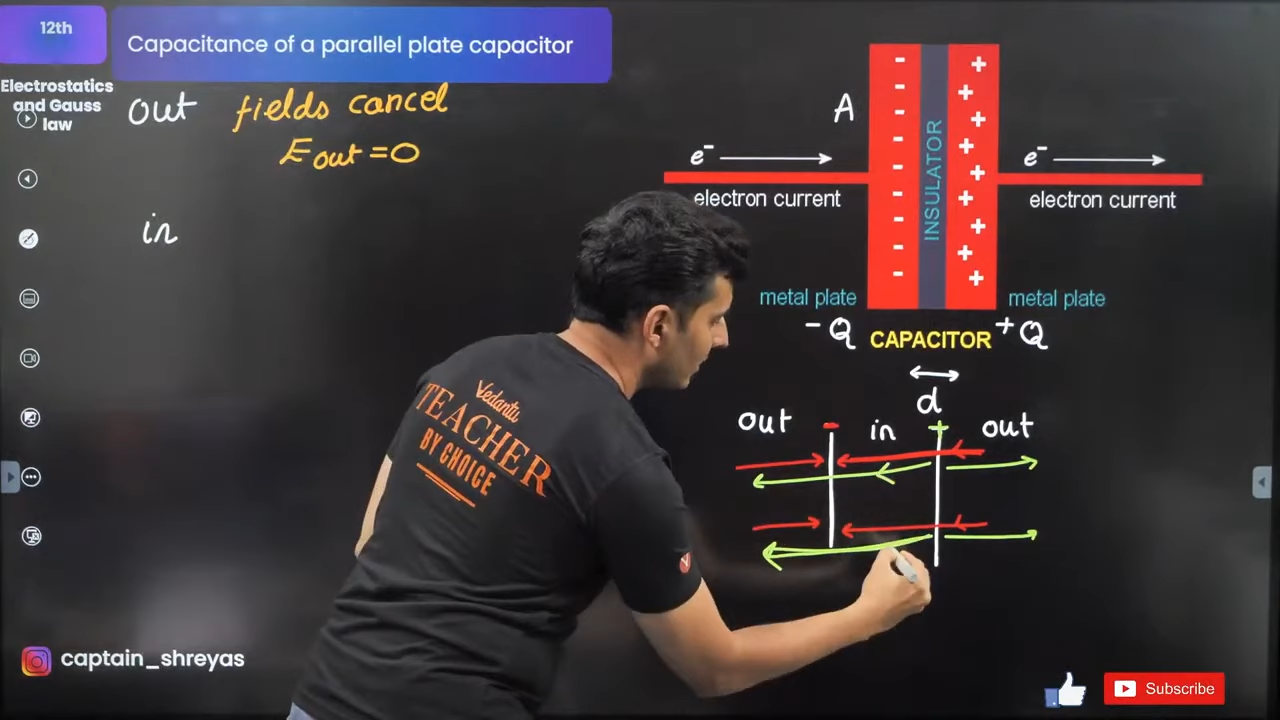 12th
Capacitance of a parallel plate capacitor
Electrostatics
and Gauss
law
out fields cancel
Eout = 0
in
A
- - - - - - - - -
+ + + + + + + + +
INSULATOR
e⁻
electron current
e⁻
electron current
metal plate
metal plate
-Q
CAPACITOR
+Q
d
out
-
in
+
out
Vedantu
TEACHER
BY CHOICE
V
captain_shreyas
Subscribe